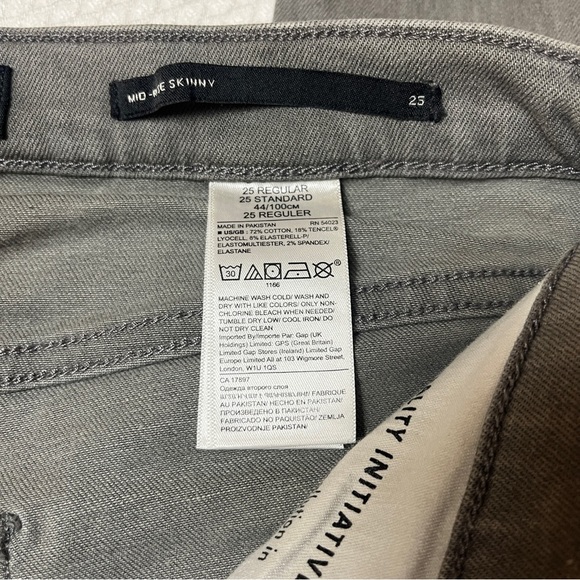 MID-RISE SKINNY
25
25 REGULAR
25 STANDARD
44/100CM
25 REGULER
MADE IN PAKISTAN RN 54023
■ US/GB: 72% COTTON, 18% TENCEL®
LYOCELL, 8% ELASTERELL-P/
ELASTOMULTIESTER, 2% SPANDEX/
ELASTANE
30
1166
MACHINE WASH COLD/ WASH AND
DRY WITH LIKE COLORS/ ONLY NON-
CHLORINE BLEACH WHEN NEEDED/
TUMBLE DRY LOW/ COOL IRON/ DO
NOT DRY CLEAN
Imported By/Importe Par: Gap (UK
Holdings) Limited: GPS (Great Britain)
Limited Gap Stores (Ireland) Limited Gap
Europe Limited All at 103 Wigmore Street,
London, W1U 1QS
CA 17897
Одежда второго слоя
FABRIQUE
AU PAKISTAN/ HECHO EN PAKISTAN/
ПРОИЗВЕДЕНО В ПАКИСТАН/
FABRICADO NO PAQUISTÃO/ ZEMLJA
PROIZVODNJE PAKISTAN/
LITY INITIATIVE
in